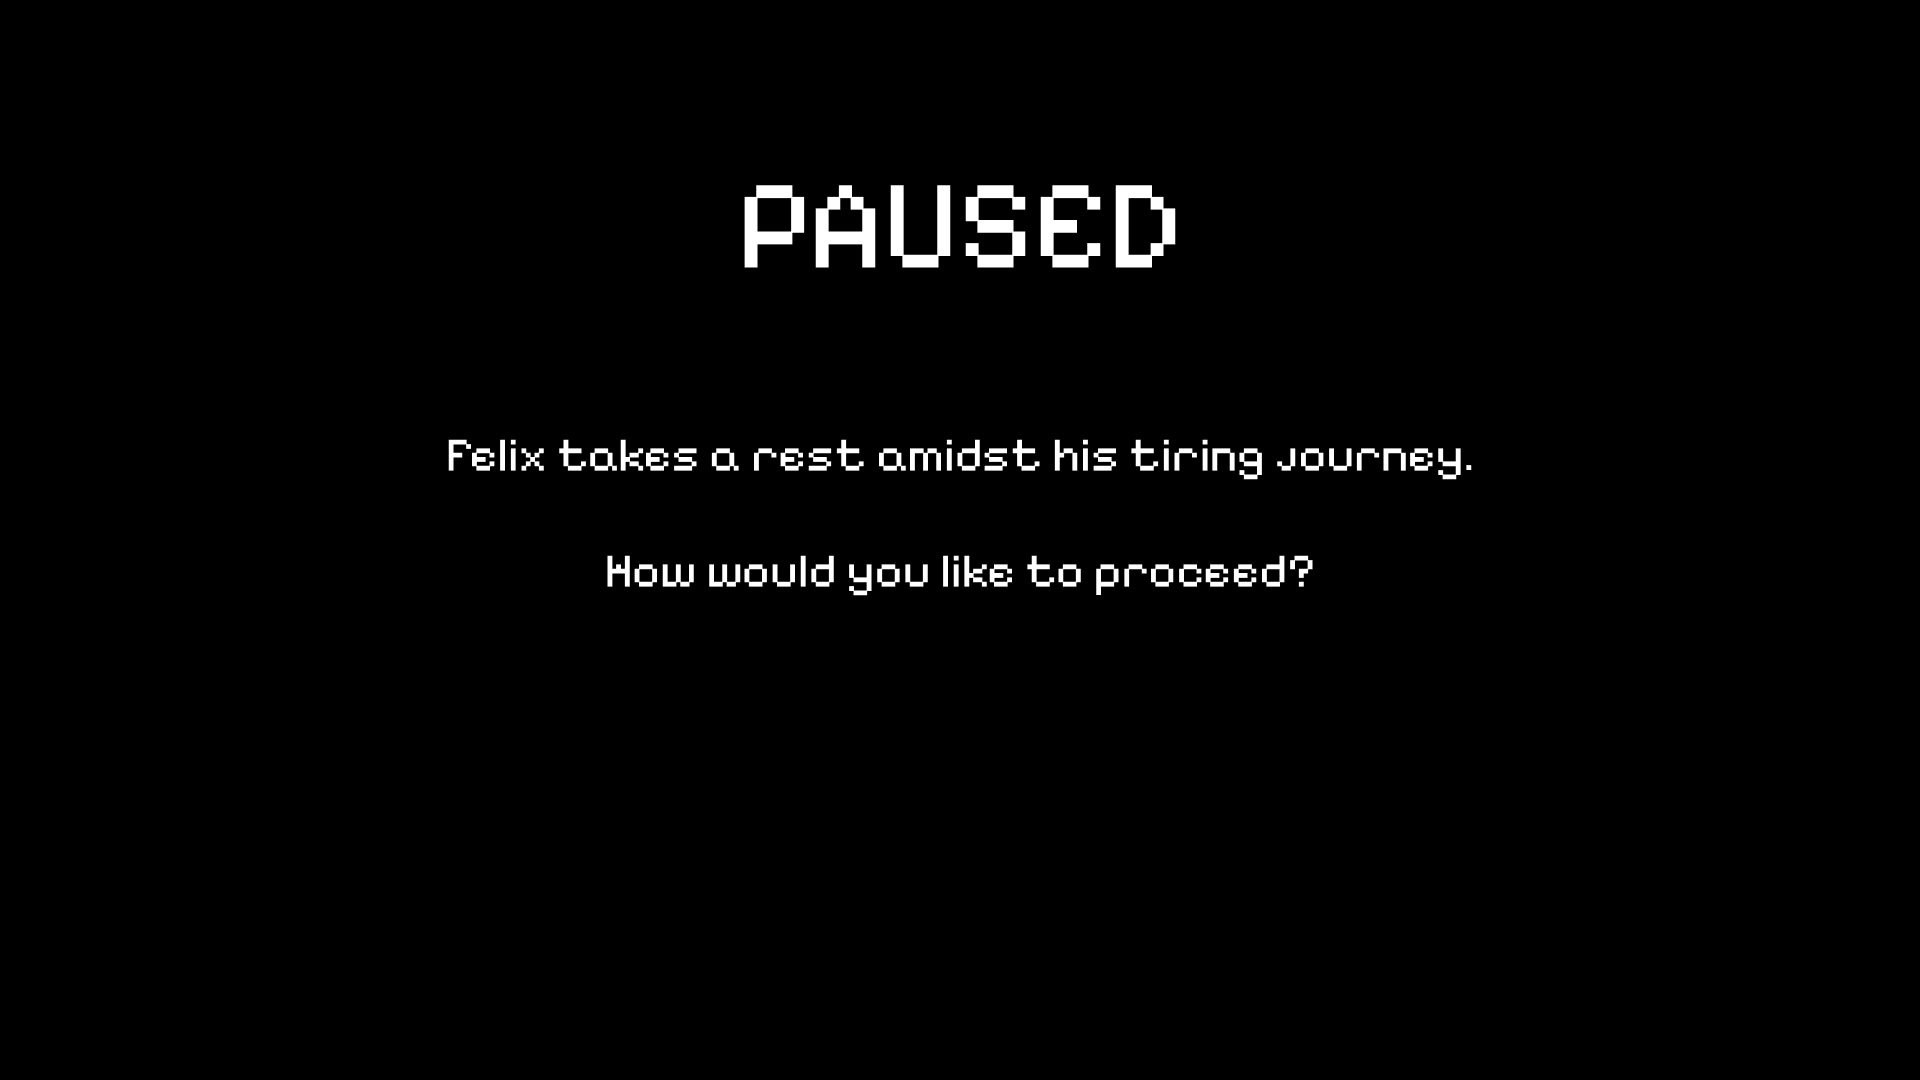 PAUSED
Felix takes a rest amidst his tiring journey.
How would you like to proceed?